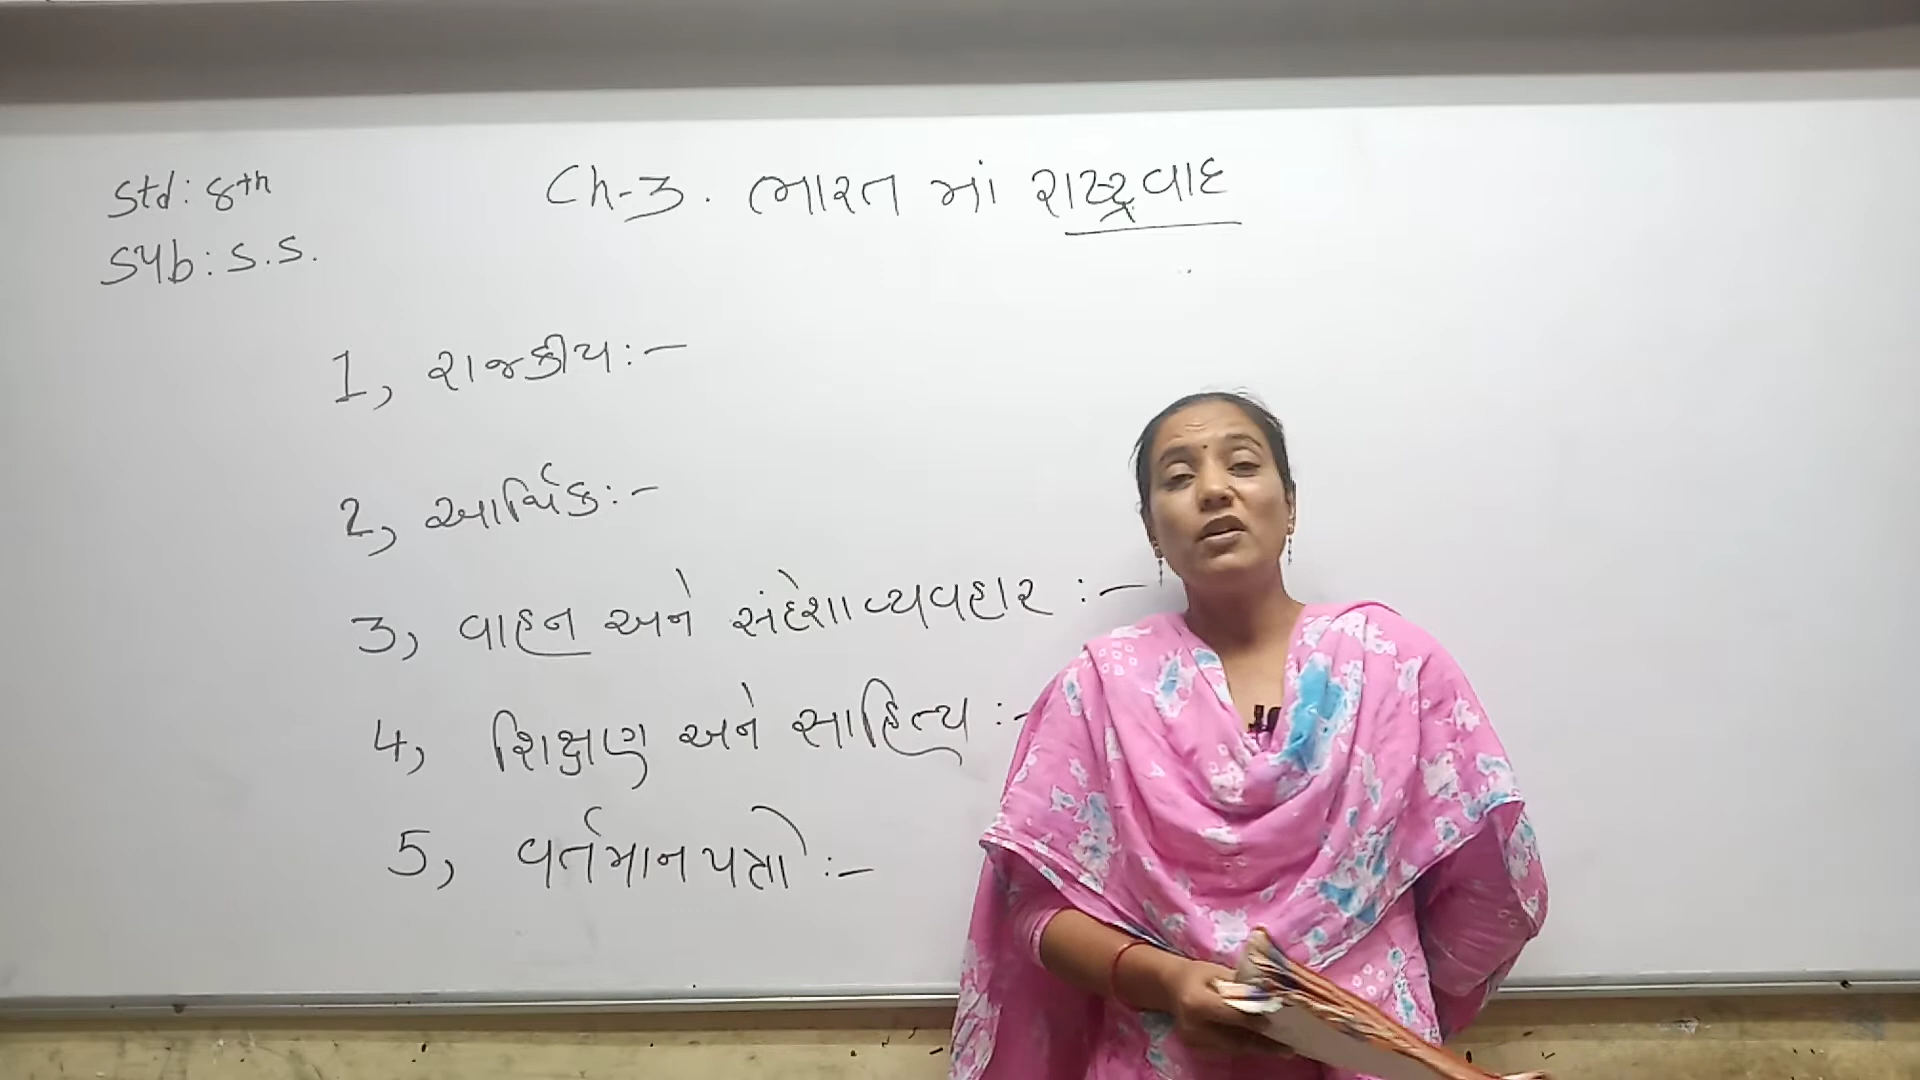 Std: 8th
Sub: S.S.
Ch-3. ભારત માં રાષ્ટ્રવાદ
1, રાજકીય :-
2, આર્થિક :-
3, વાહન અને સંદેશાવ્યવહાર :-
4, શિક્ષણ અને સાહિત્ય :-
5, વર્તમાનપત્રો :-